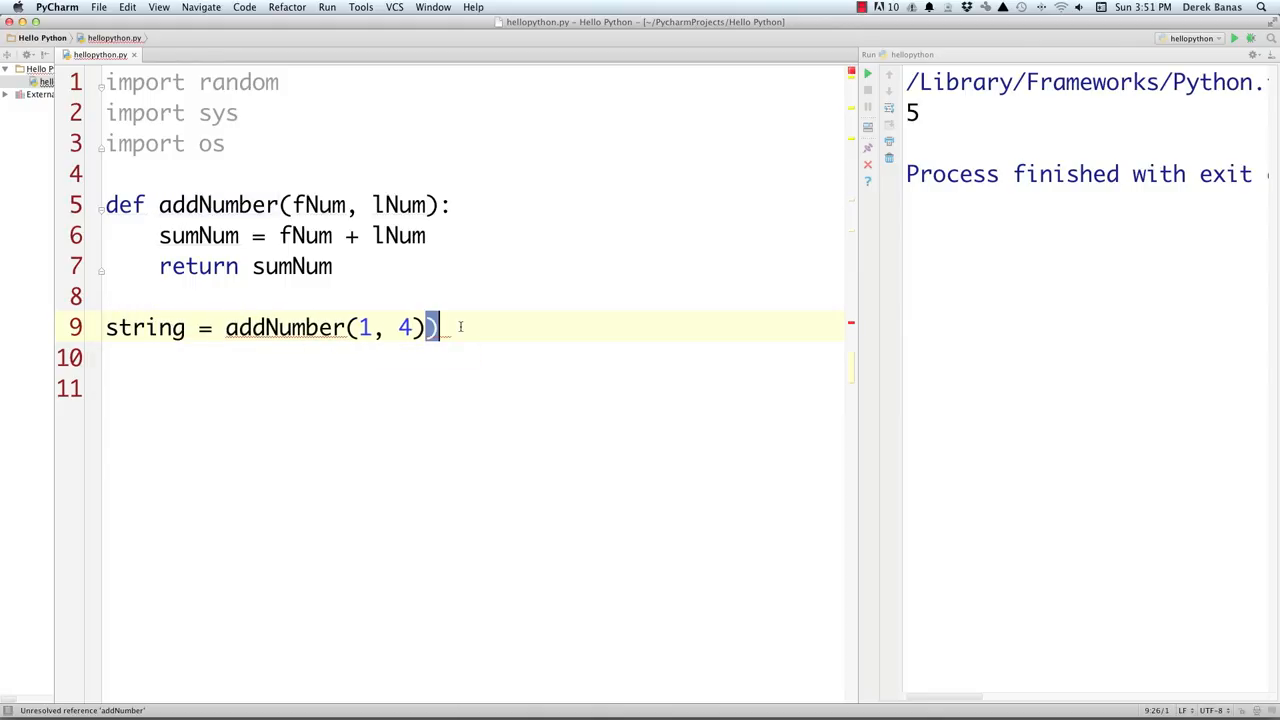 PyCharm File Edit View Navigate Code Refactor Run Tools VCS Window Help 10 Sun 3:51 PM Derek Banas
hellopython.py – Hello Python – [~/PycharmProjects/Hello Python]
Hello Python hellopython.py hellopython
hellopython.py Run hellopython
Hello P
hell
Externa
1 import random
2 import sys
3 import os
4
5 def addNumber(fNum, lNum):
6 sumNum = fNum + lNum
7 return sumNum
8
9 string = addNumber(1, 4))
10
11
/Library/Frameworks/Python.
5
Process finished with exit
Unresolved reference 'addNumber' 9:26/1 LF UTF-8